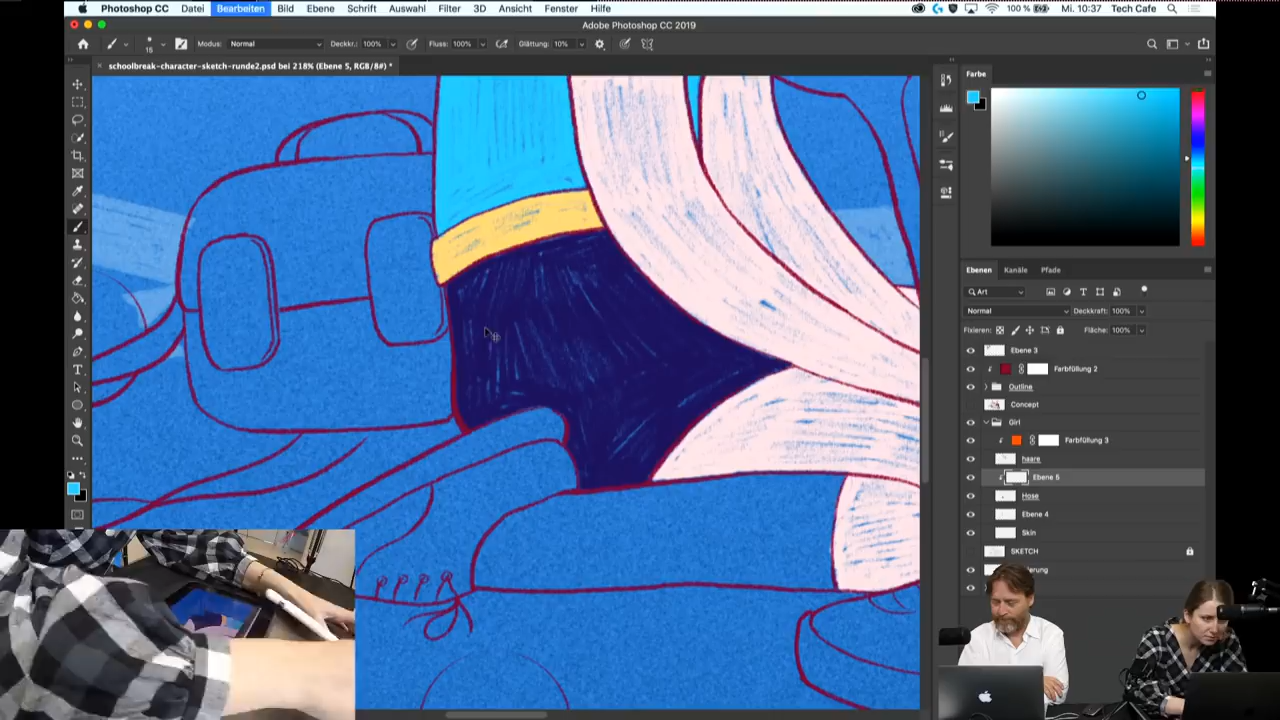 Photoshop CC Datei Bearbeiten Bild Ebene Schrift Auswahl Filter 3D Ansicht Fenster Hilfe 100 % Mi. 10:37 Tech Cafe
Adobe Photoshop CC 2019
15 Modus: Normal Deckkr.: 100% Fluss: 100% Glättung: 10%
schoolbreak-character-sketch-runde2.psd bei 218% (Ebene 5, RGB/8#) *
Farbe
Ebenen Kanäle Pfade
Art
Normal Deckkraft: 100%
Fixieren: Fläche: 100%
Ebene 3
Farbfüllung 2
Outline
Concept
Girl
Farbfüllung 3
haare
Ebene 5
Hose
Ebene 4
Skin
SKETCH